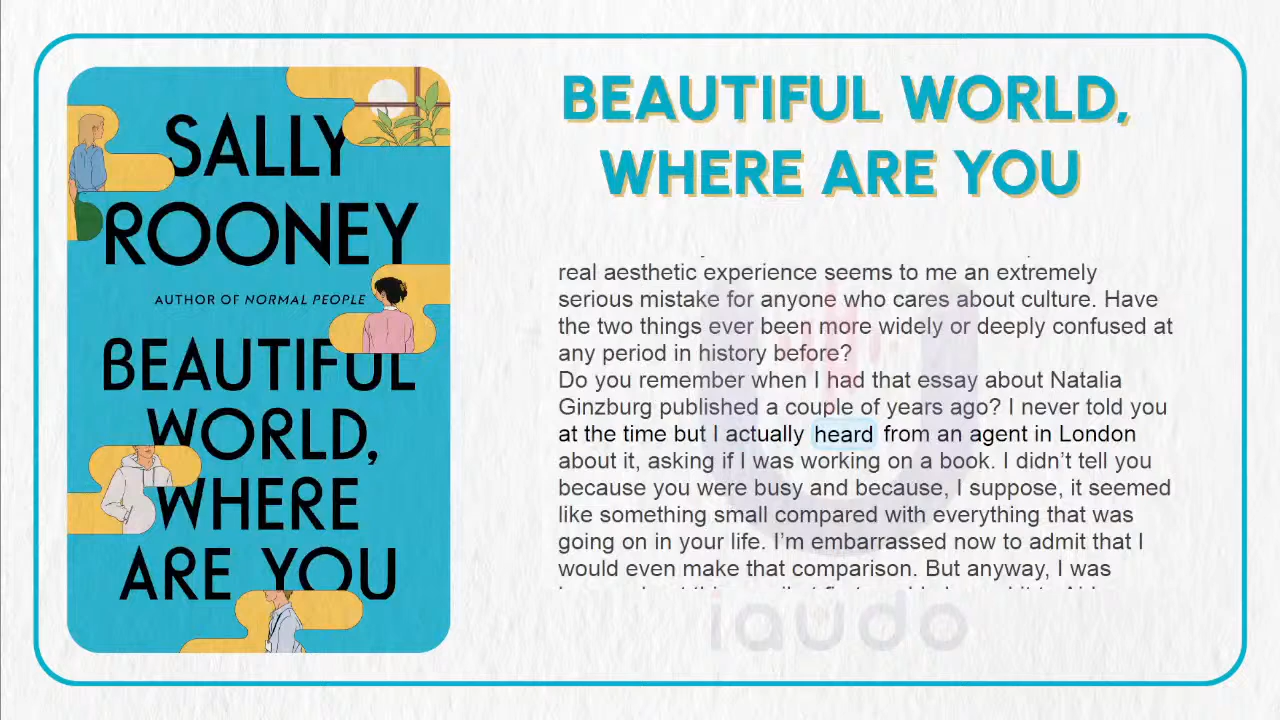 SALLY
ROONEY
AUTHOR OF NORMAL PEOPLE
BEAUTIFUL
WORLD,
WHERE
ARE YOU
BEAUTIFUL WORLD,
WHERE ARE YOU
real aesthetic experience seems to me an extremely
serious mistake for anyone who cares about culture. Have
the two things ever been more widely or deeply confused at
any period in history before?
Do you remember when I had that essay about Natalia
Ginzburg published a couple of years ago? I never told you
at the time but I actually heard from an agent in London
about it, asking if I was working on a book. I didn’t tell you
because you were busy and because, I suppose, it seemed
like something small compared with everything that was
going on in your life. I’m embarrassed now to admit that I
would even make that comparison. But anyway, I was
iaudo